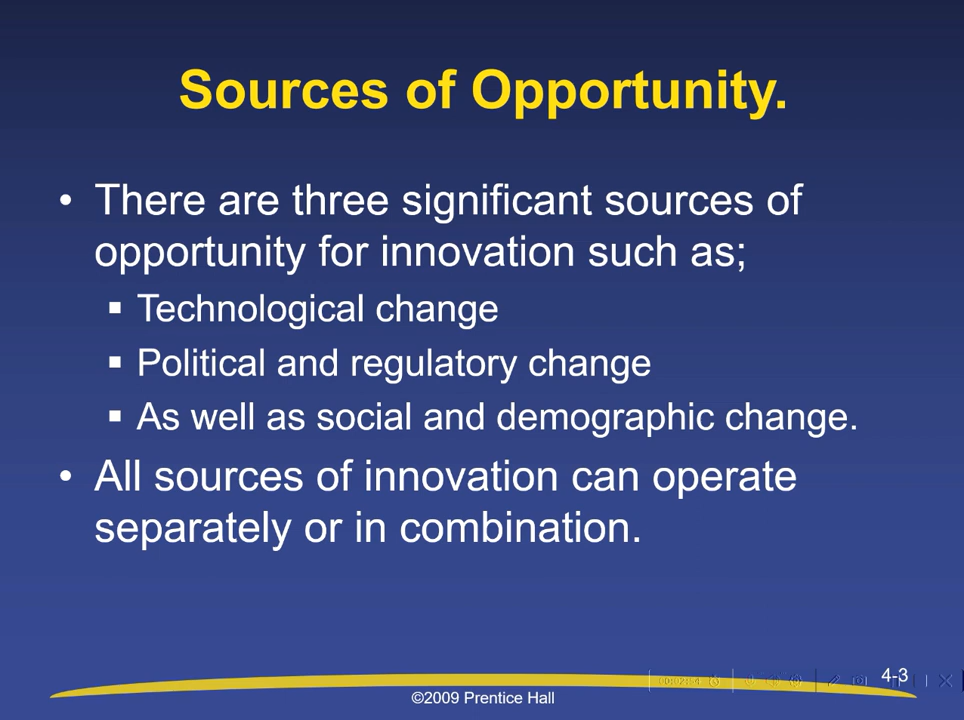 Sources of Opportunity.
• There are three significant sources of
opportunity for innovation such as;
▪ Technological change
▪ Political and regulatory change
▪ As well as social and demographic change.
• All sources of innovation can operate
separately or in combination.
4-3
©2009 Prentice Hall